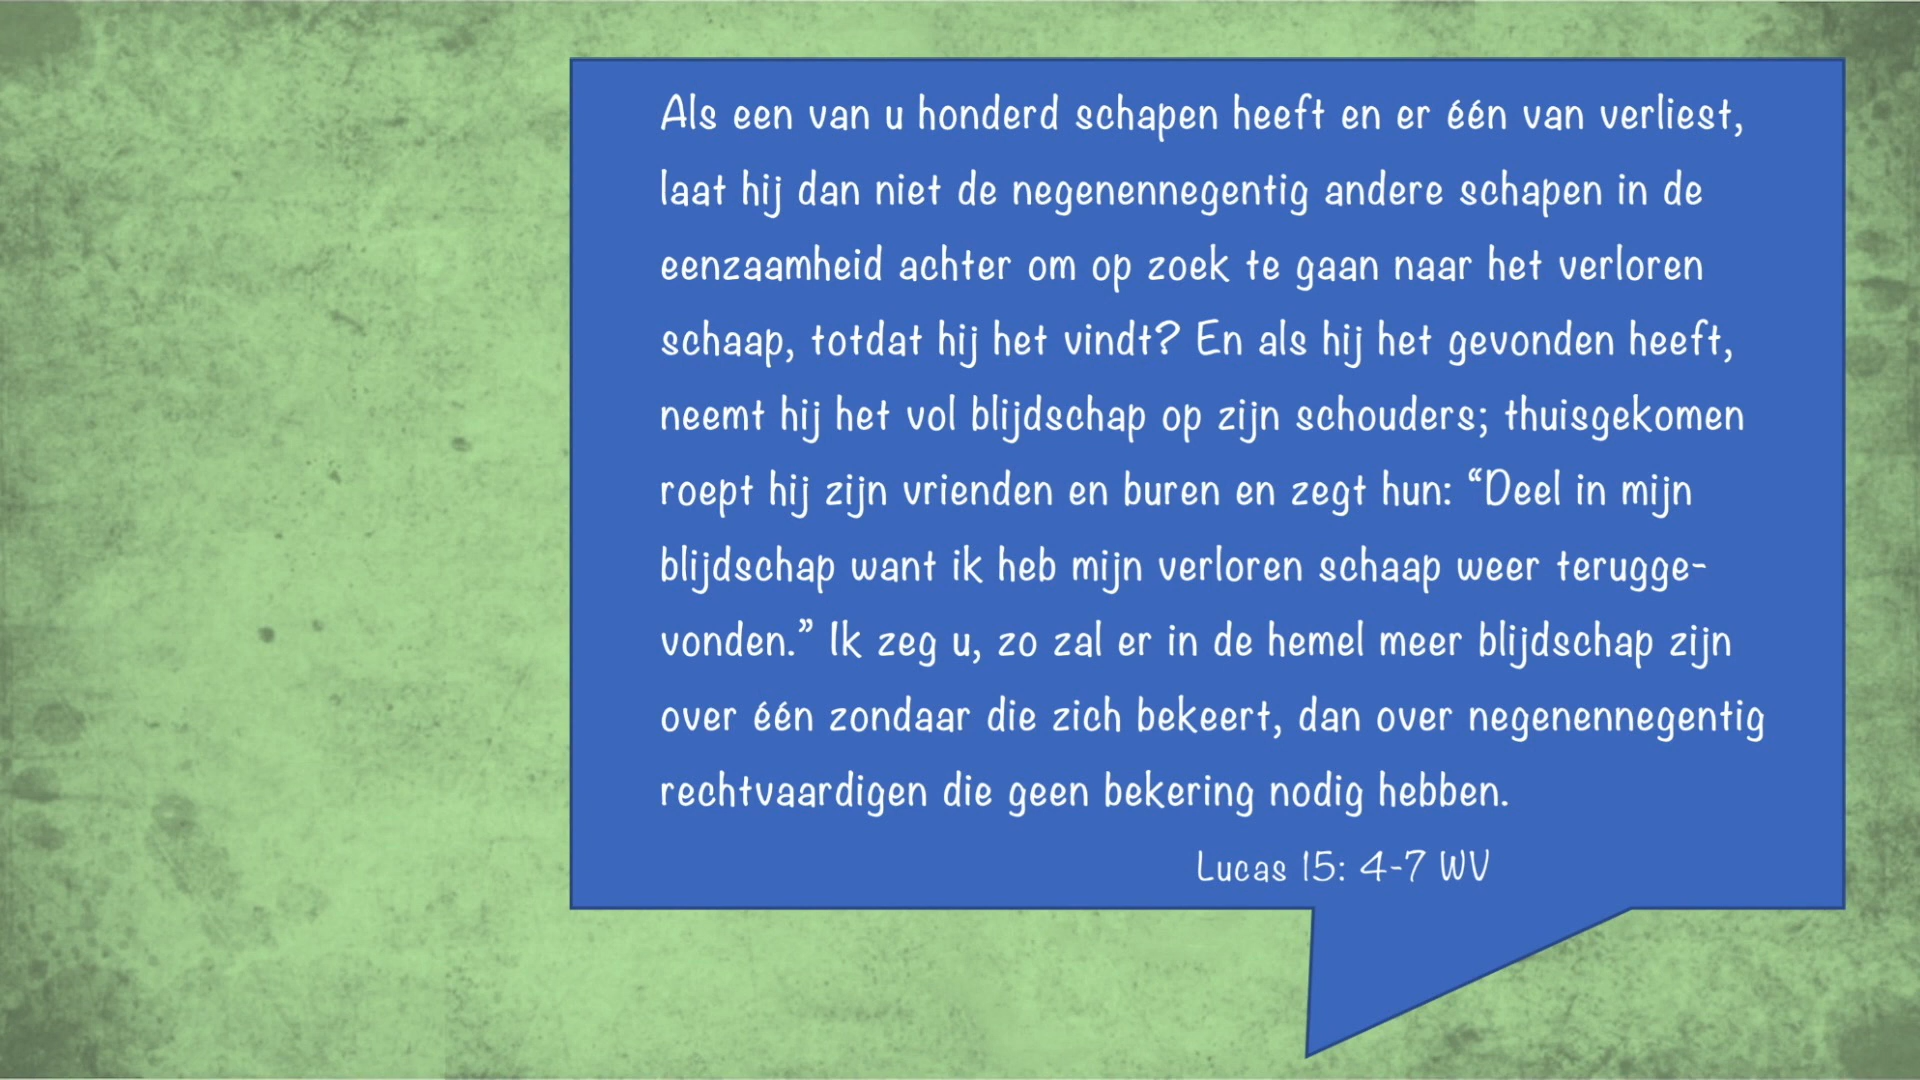 Als een van u honderd schapen heeft en er één van verliest,
laat hij dan niet de negenennegentig andere schapen in de
eenzaamheid achter om op zoek te gaan naar het verloren
schaap, totdat hij het vindt? En als hij het gevonden heeft,
neemt hij het vol blijdschap op zijn schouders; thuisgekomen
roept hij zijn vrienden en buren en zegt hun: “Deel in mijn
blijdschap want ik heb mijn verloren schaap weer terugge-
vonden.” Ik zeg u, zo zal er in de hemel meer blijdschap zijn
over één zondaar die zich bekeert, dan over negenennegentig
rechtvaardigen die geen bekering nodig hebben.
Lucas 15: 4-7 WV